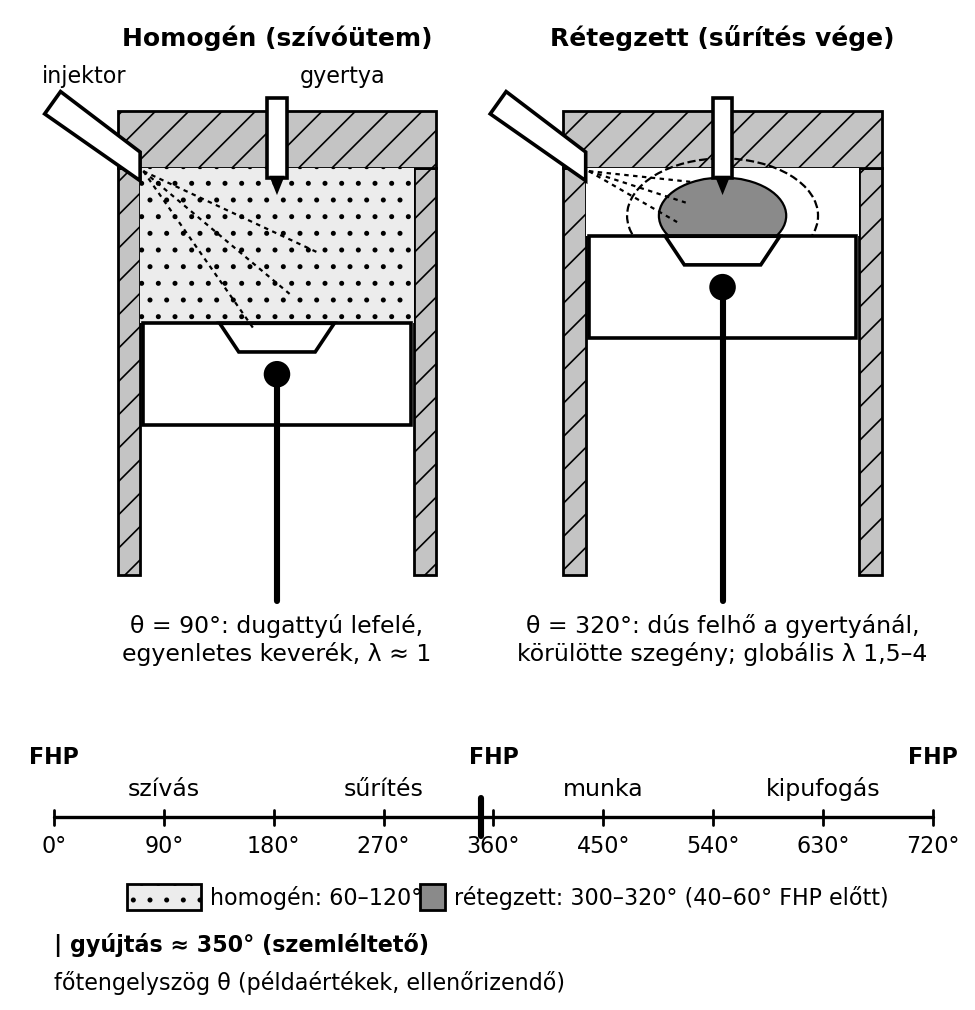 Homogén (szívóütem)
Rétegzett (sűrítés vége)
injektor
gyertya
θ = 90°: dugattyú lefelé,
egyenletes keverék, λ ≈ 1
θ = 320°: dús felhő a gyertyánál,
körülötte szegény; globális λ 1,5–4
FHP FHP FHP
szívás sűrítés munka kipufogás
0° 90° 180° 270° 360° 450° 540° 630° 720°
homogén: 60–120° rétegzett: 300–320° (40–60° FHP előtt)
| gyújtás ≈ 350° (szemléltető)
főtengelyszög θ (példaértékek, ellenőrizendő)